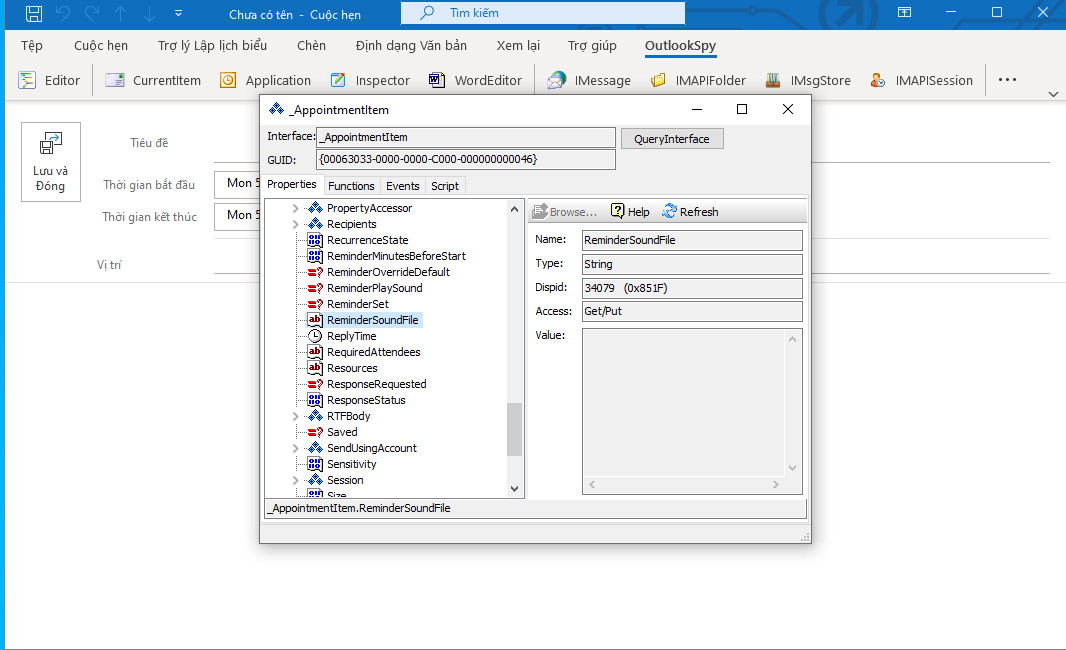 Chưa có tên - Cuộc hẹn
Tìm kiếm
Tệp Cuộc hẹn Trợ lý Lập lịch biểu Chèn Định dạng Văn bản Xem lại Trợ giúp OutlookSpy
Editor CurrentItem Application Inspector WordEditor IMessage IMAPIFolder IMsgStore IMAPISession
Lưu và
Đóng
Tiêu đề
Thời gian bắt đầu
Mon 5
Thời gian kết thúc
Mon 5
Vị trí
_AppointmentItem
Interface: _AppointmentItem QueryInterface
GUID: {00063033-0000-0000-C000-000000000046}
Properties Functions Events Script
PropertyAccessor
Recipients
RecurrenceState
ReminderMinutesBeforeStart
ReminderOverrideDefault
ReminderPlaySound
ReminderSet
ReminderSoundFile
ReplyTime
RequiredAttendees
Resources
ResponseRequested
ResponseStatus
RTFBody
Saved
SendUsingAccount
Sensitivity
Session
Size
Browse... Help Refresh
Name: ReminderSoundFile
Type: String
Dispid: 34079 (0x851F)
Access: Get/Put
Value:
_AppointmentItem.ReminderSoundFile